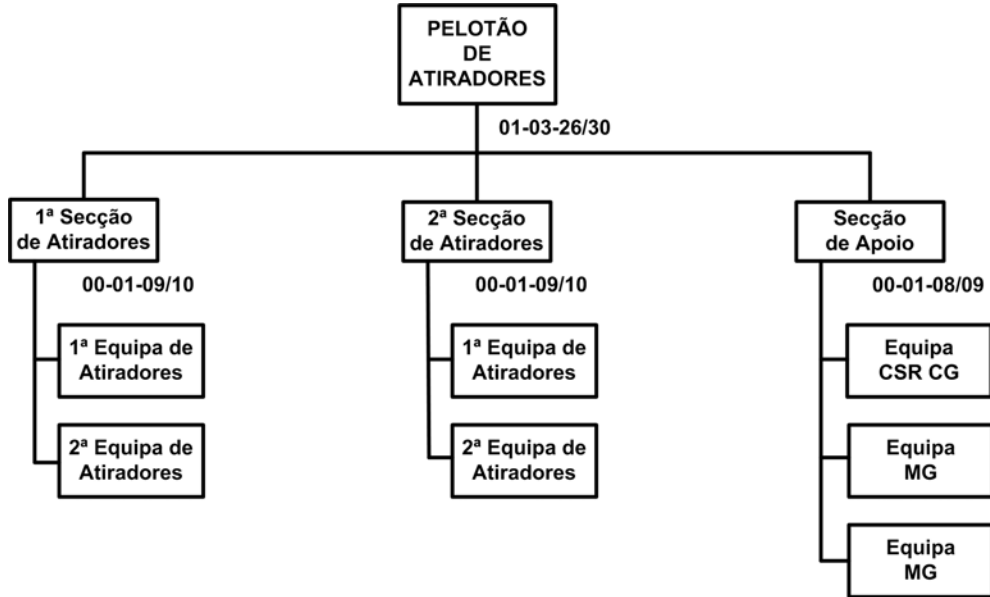 PELOTÃO
DE
ATIRADORES
01-03-26/30
1ª Secção
de Atiradores
00-01-09/10
1ª Equipa de
Atiradores
2ª Equipa de
Atiradores
2ª Secção
de Atiradores
00-01-09/10
1ª Equipa de
Atiradores
2ª Equipa de
Atiradores
Secção
de Apoio
00-01-08/09
Equipa
CSR CG
Equipa
MG
Equipa
MG